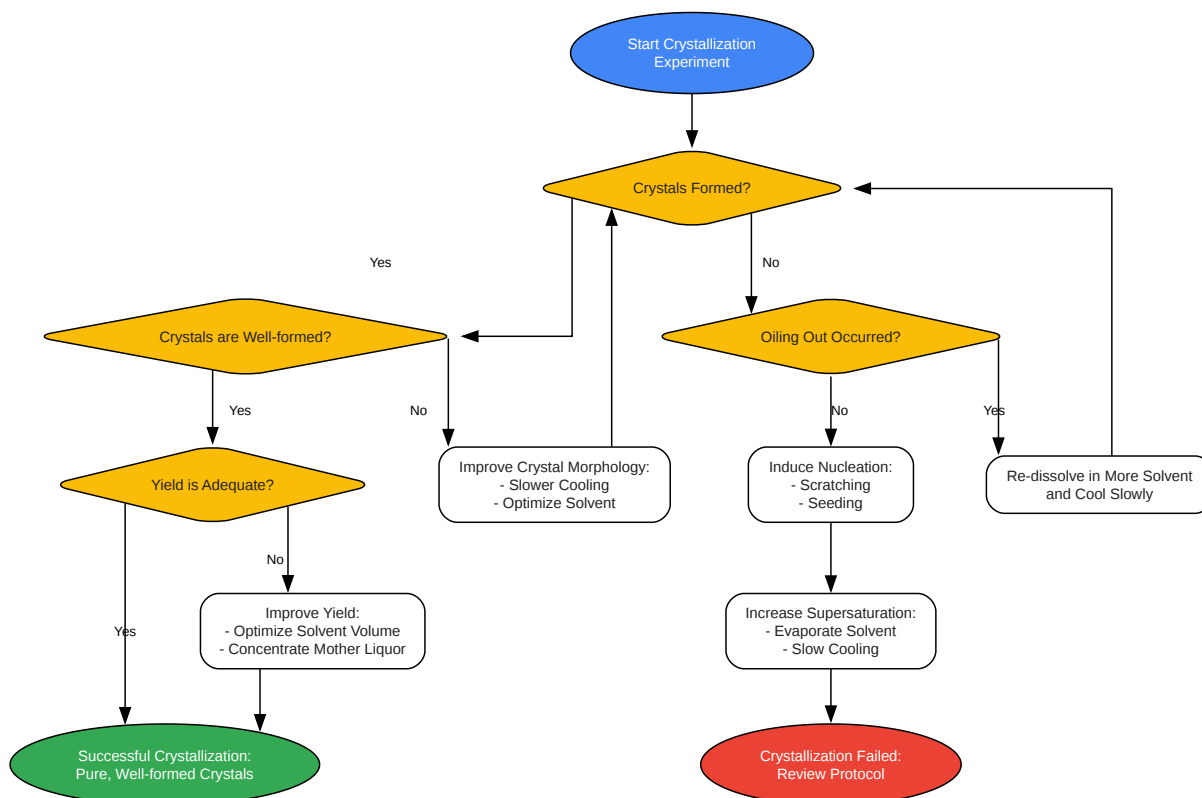 Start Crystallization
Experiment
Crystals Formed?
Yes
No
Crystals are Well-formed?
Oiling Out Occurred?
Yes
No
No
Yes
Improve Crystal Morphology:
- Slower Cooling
- Optimize Solvent
Induce Nucleation:
- Scratching
- Seeding
Re-dissolve in More Solvent
and Cool Slowly
Yield is Adequate?
No
Yes
Improve Yield:
- Optimize Solvent Volume
- Concentrate Mother Liquor
Increase Supersaturation:
- Evaporate Solvent
- Slow Cooling
Successful Crystallization:
Pure, Well-formed Crystals
Crystallization Failed:
Review Protocol